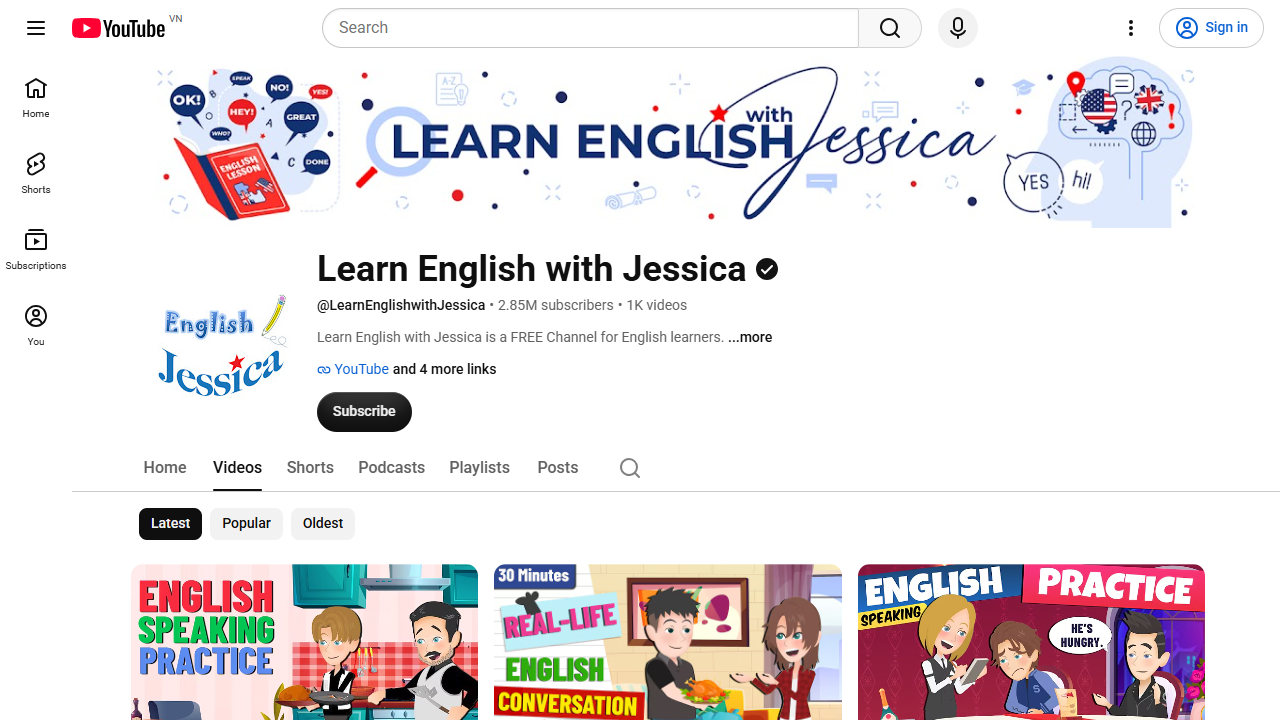 YouTube VN
Search
Sign in
Home
Shorts
Subscriptions
You
OK!
SPEAK
NO!
YES!
HEY!
GREAT
WHO?
DONE
B
O
A
A
C
ENGLISH
LESSON
A-Z
LEARN ENGLISH with Jessica
?
!
YES
hi!
English
Jessica
Learn English with Jessica
@LearnEnglishwithJessica • 2.85M subscribers • 1K videos
Learn English with Jessica is a FREE Channel for English learners. ...more
YouTube and 4 more links
Subscribe
Home
Videos
Shorts
Podcasts
Playlists
Posts
Latest
Popular
Oldest
ENGLISH
SPEAKING
PRACTICE
30 Minutes
REAL-LIFE
ENGLISH
CONVERSATION
ENGLISH PRACTICE
SPEAKING
HE'S
HUNGRY.
S